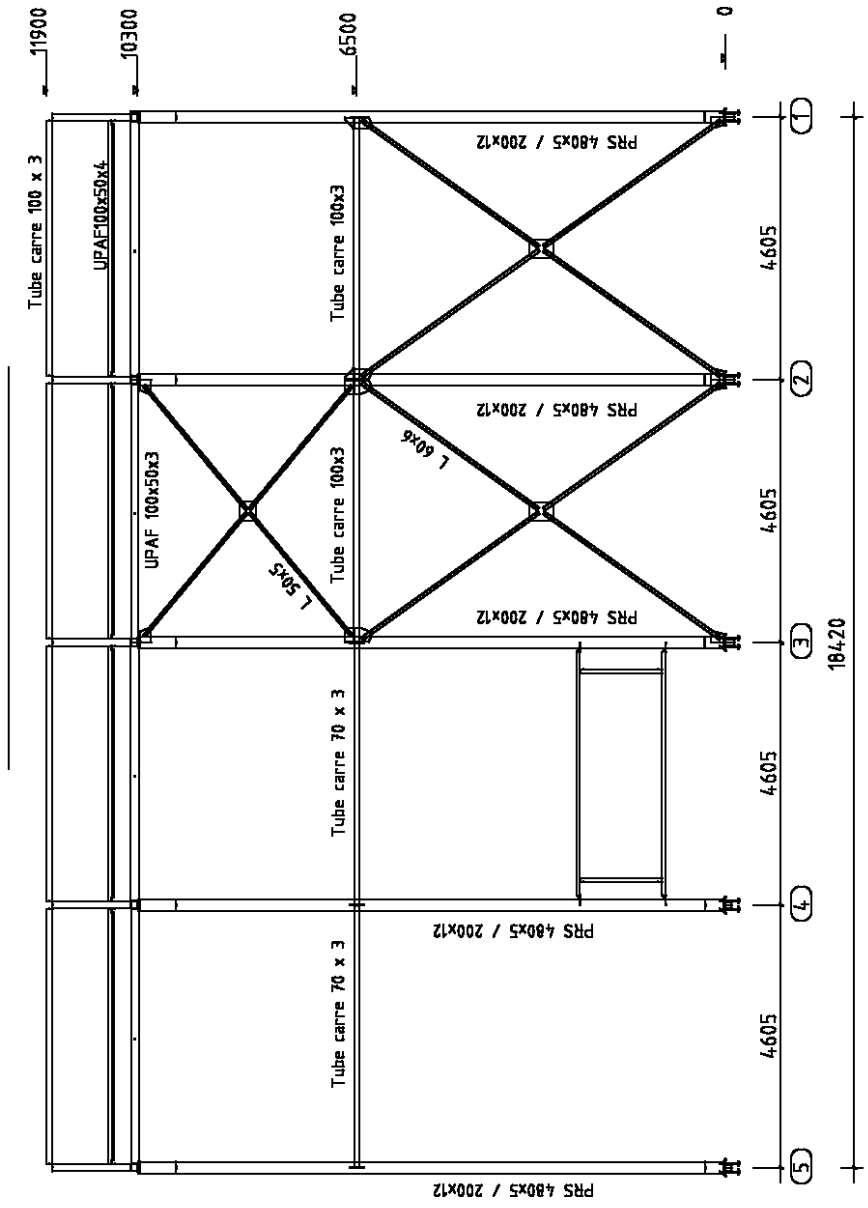 11900
10300
6500
0
Tube carre 100 x 3
UPAF100x50x4
Tube carre 100x3
PRS 480x5 / 200x12
4605
1
UPAF 100x50x3
L 50x5
Tube carre 100x3
L 60x6
PRS 480x5 / 200x12
PRS 480x5 / 200x12
4605
2
3
18420
Tube carre 70 x 3
4605
PRS 480x5 / 200x12
4
Tube carre 70 x 3
4605
PRS 480x5 / 200x12
5